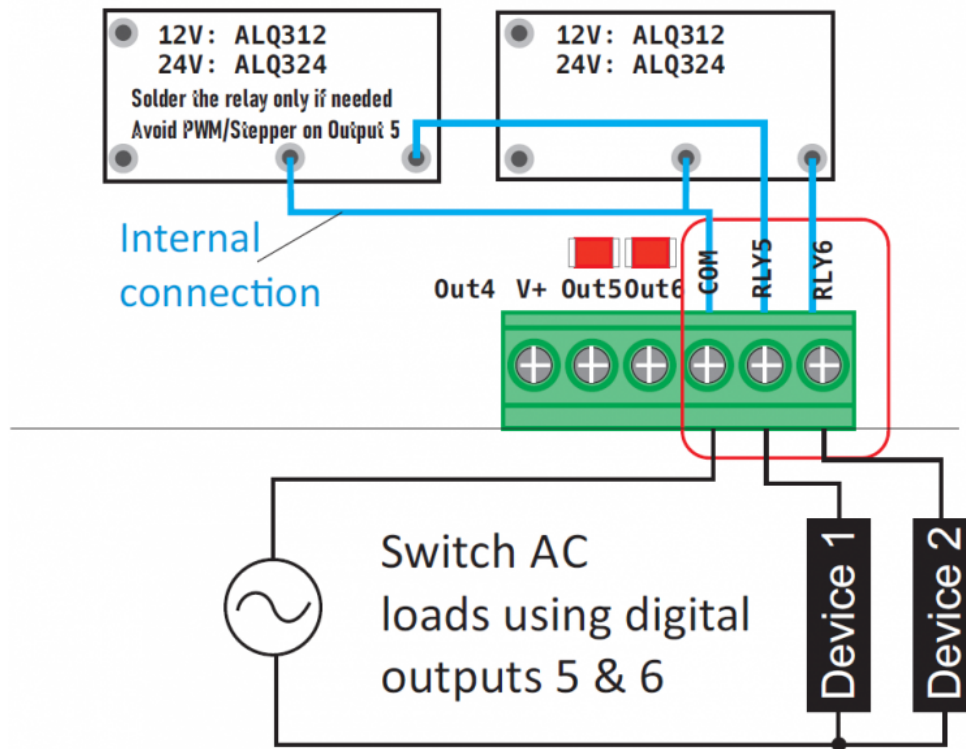 12V: ALQ312
24V: ALQ324
Solder the relay only if needed
Avoid PWM/Stepper on Output 5
12V: ALQ312
24V: ALQ324
Internal
connection
Out4 V+ Out5 Out6 COM RLY5 RLY6
Switch AC
loads using digital
outputs 5 & 6
Device 1
Device 2